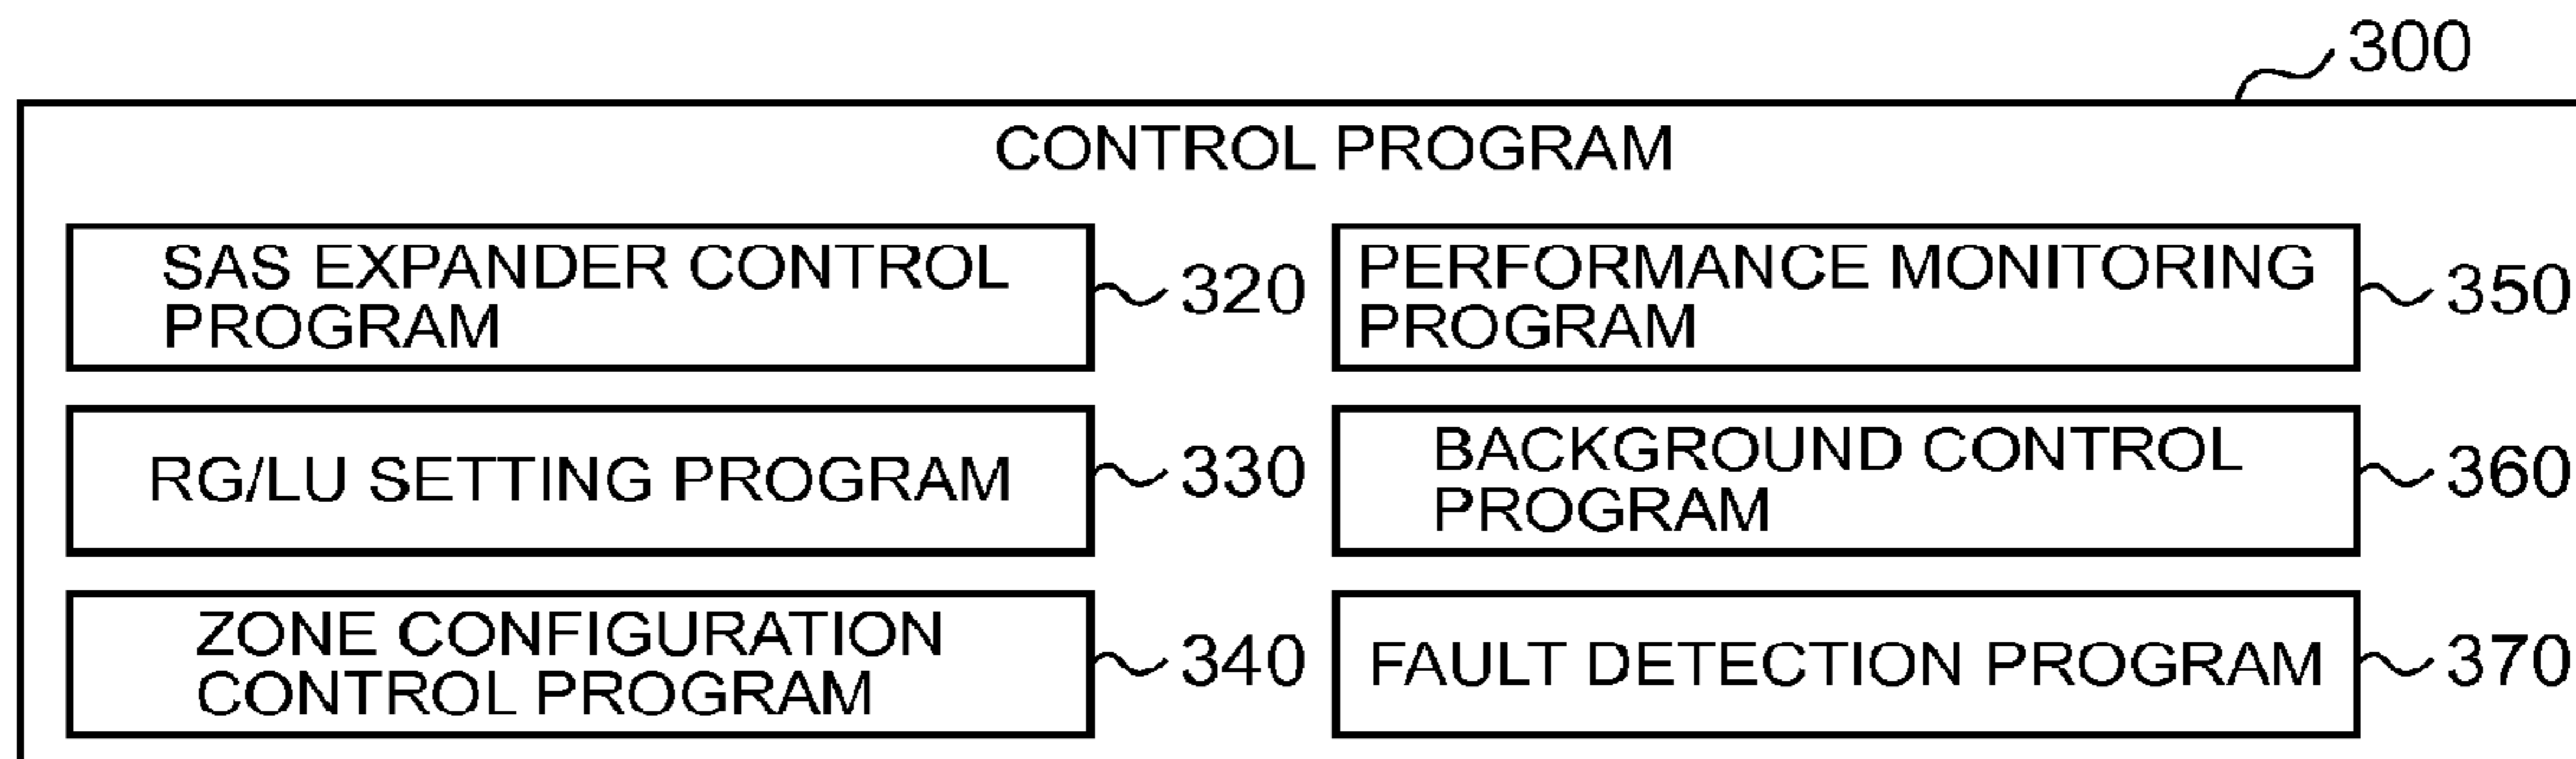 300
CONTROL PROGRAM
SAS EXPANDER CONTROL
PROGRAM
320
PERFORMANCE MONITORING
PROGRAM
350
RG/LU SETTING PROGRAM
330
BACKGROUND CONTROL
PROGRAM
360
ZONE CONFIGURATION
CONTROL PROGRAM
340
FAULT DETECTION PROGRAM
370